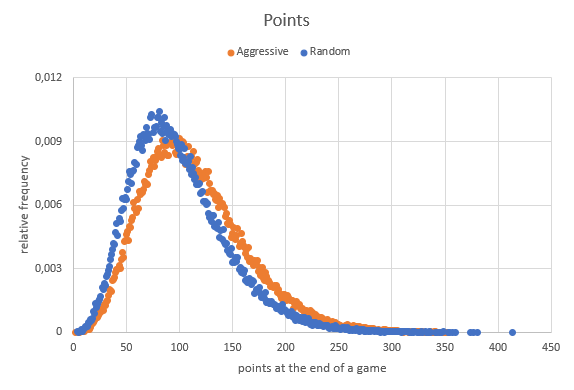 Points
Aggressive Random
0,012
0,009
0,006
0,003
0
relative frequency
0 50 100 150 200 250 300 350 400 450
points at the end of a game